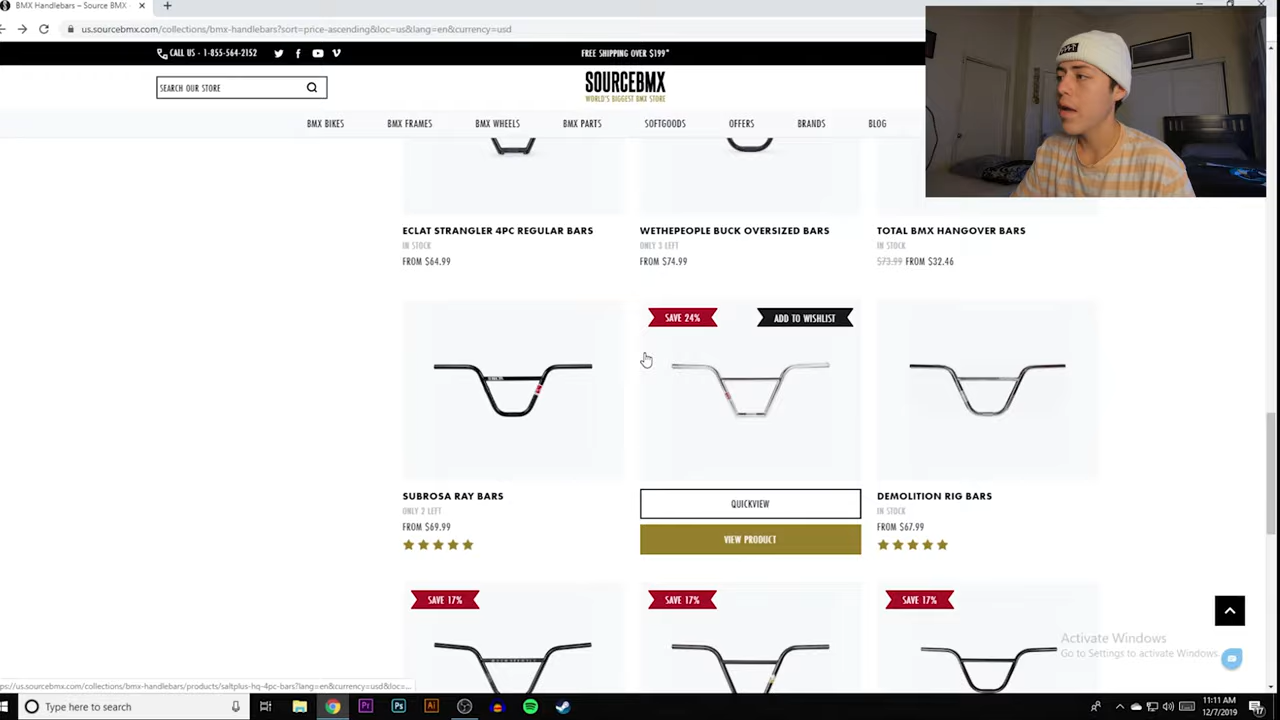 BMX Handlebars – Source BMX -
us.sourcebmx.com/collections/bmx-handlebars?sort=price-ascending&loc=us&lang=en&currency=usd
CALL US - 1-855-564-2152
FREE SHIPPING OVER $199*
SEARCH OUR STORE
SOURCEBMX
WORLD'S BIGGEST BMX STORE
BMX BIKES
BMX FRAMES
BMX WHEELS
BMX PARTS
SOFTGOODS
OFFERS
BRANDS
BLOG
ECLAT STRANGLER 4PC REGULAR BARS
IN STOCK
FROM $64.99
WETHEPEOPLE BUCK OVERSIZED BARS
ONLY 3 LEFT
FROM $74.99
TOTAL BMX HANGOVER BARS
IN STOCK
$73.99 FROM $32.46
SUBROSA RAY BARS
ONLY 2 LEFT
FROM $69.99
SAVE 24%
ADD TO WISHLIST
QUICKVIEW
VIEW PRODUCT
DEMOLITION RIG BARS
IN STOCK
FROM $67.99
SAVE 17%
SAVE 17%
SAVE 17%
Activate Windows
Go to Settings to activate Windows.
ps://us.sourcebmx.com/collections/bmx-handlebars/products/saltplus-hq-4pc-bars?lang=en&currency=usd&loc=...
Type here to search
Pr
Ps
Ai
11:11 AM
12/7/2019
17